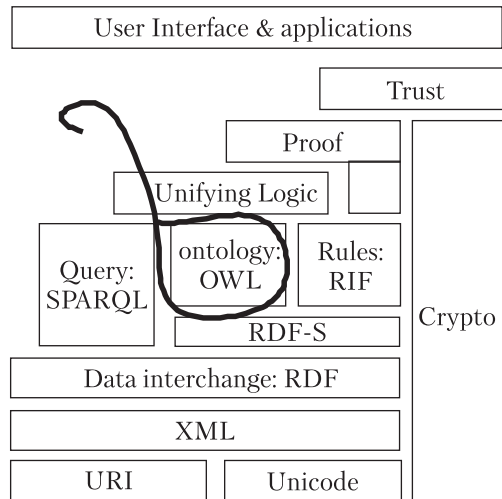 User Interface & applications
Trust
Proof
Unifying Logic
Query:
SPARQL
ontology:
OWL
Rules:
RIF
Crypto
RDF-S
Data interchange: RDF
XML
URI
Unicode